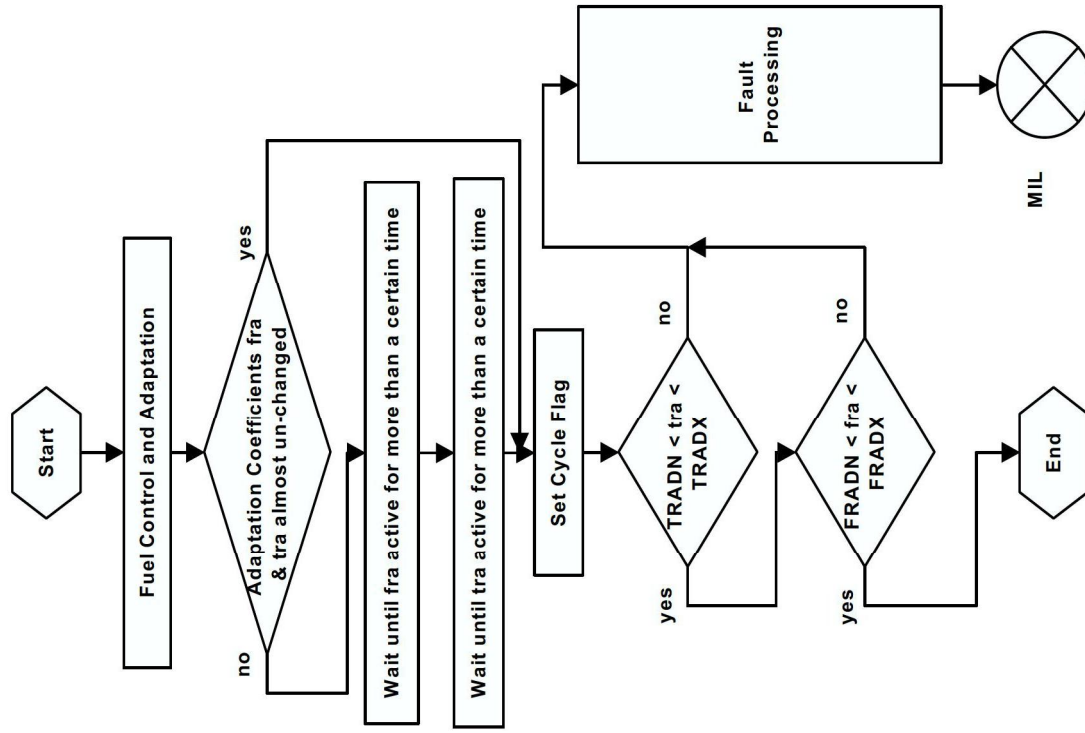 Start
Fuel Control and Adaptation
Adaptation Coefficients fra
& tra almost un-changed
no
yes
Wait until fra active for more than a certain time
Wait until tra active for more than a certain time
Set Cycle Flag
TRADN < tra <
TRADX
yes
no
FRADN < fra <
FRADX
yes
no
End
Fault
Processing
MIL